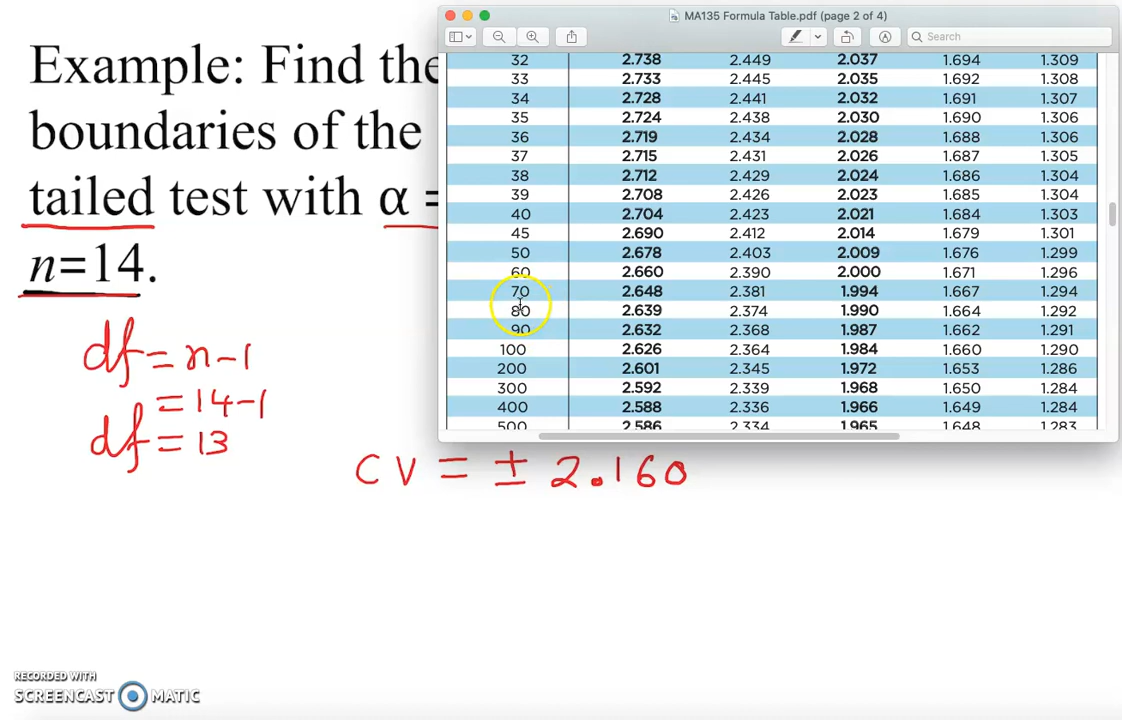 Example: Find the
boundaries of the
tailed test with α =
n=14.
df = n-1
= 14-1
df = 13
CV = ± 2.160
MA135 Formula Table.pdf (page 2 of 4)
Search
32 2.738 2.449 2.037 1.694 1.309
33 2.733 2.445 2.035 1.692 1.308
34 2.728 2.441 2.032 1.691 1.307
35 2.724 2.438 2.030 1.690 1.306
36 2.719 2.434 2.028 1.688 1.306
37 2.715 2.431 2.026 1.687 1.305
38 2.712 2.429 2.024 1.686 1.304
39 2.708 2.426 2.023 1.685 1.304
40 2.704 2.423 2.021 1.684 1.303
45 2.690 2.412 2.014 1.679 1.301
50 2.678 2.403 2.009 1.676 1.299
60 2.660 2.390 2.000 1.671 1.296
70 2.648 2.381 1.994 1.667 1.294
80 2.639 2.374 1.990 1.664 1.292
90 2.632 2.368 1.987 1.662 1.291
100 2.626 2.364 1.984 1.660 1.290
200 2.601 2.345 1.972 1.653 1.286
300 2.592 2.339 1.968 1.650 1.284
400 2.588 2.336 1.966 1.649 1.284
500 2.586 2.334 1.965 1.648 1.283
RECORDED WITH
SCREENCAST MATIC